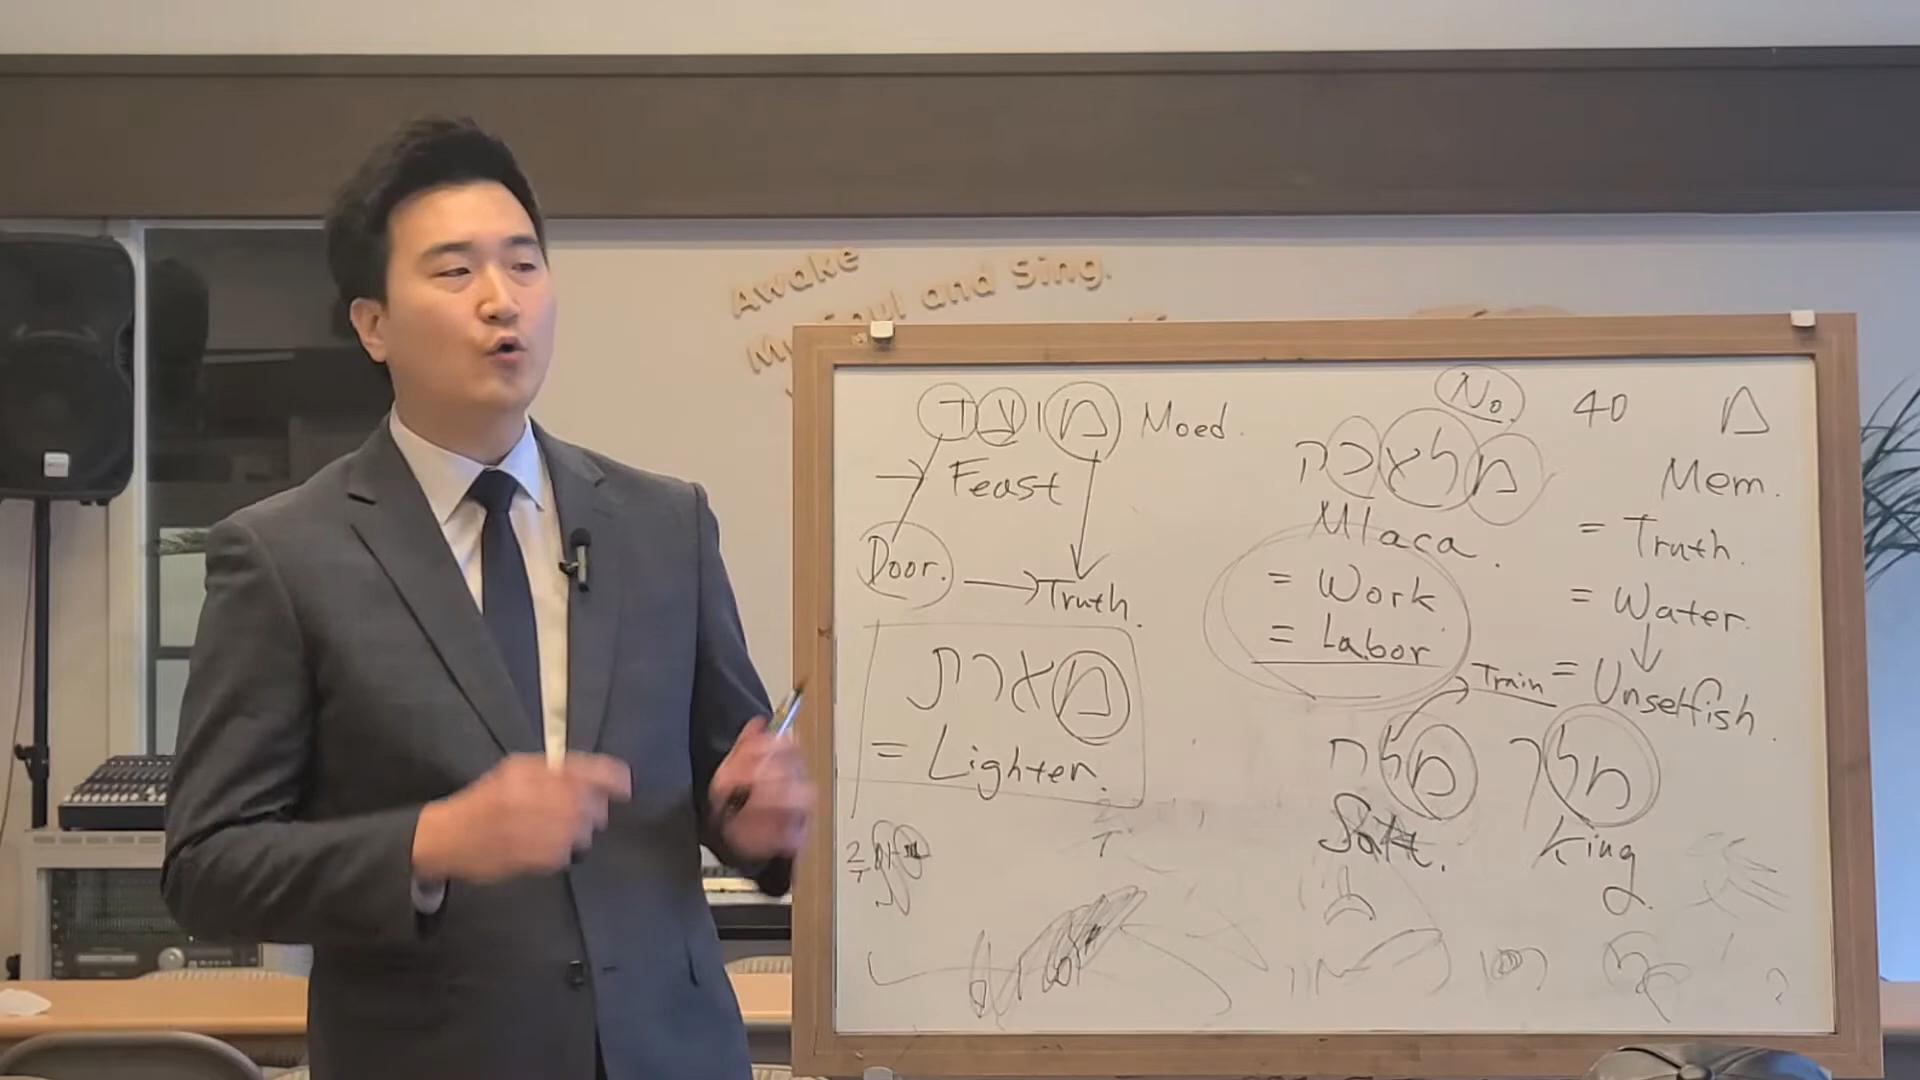 Awake
My Soul and Sing.
מועד Moed.
Feast
Door. → Truth.
מארת
= Lighter.
No. 40 מ
מלאכה
Mem.
Mlaca.
= Truth.
= Work
= Water.
= Labor
Train = Unselfish.
מלח מלך
Salt. King